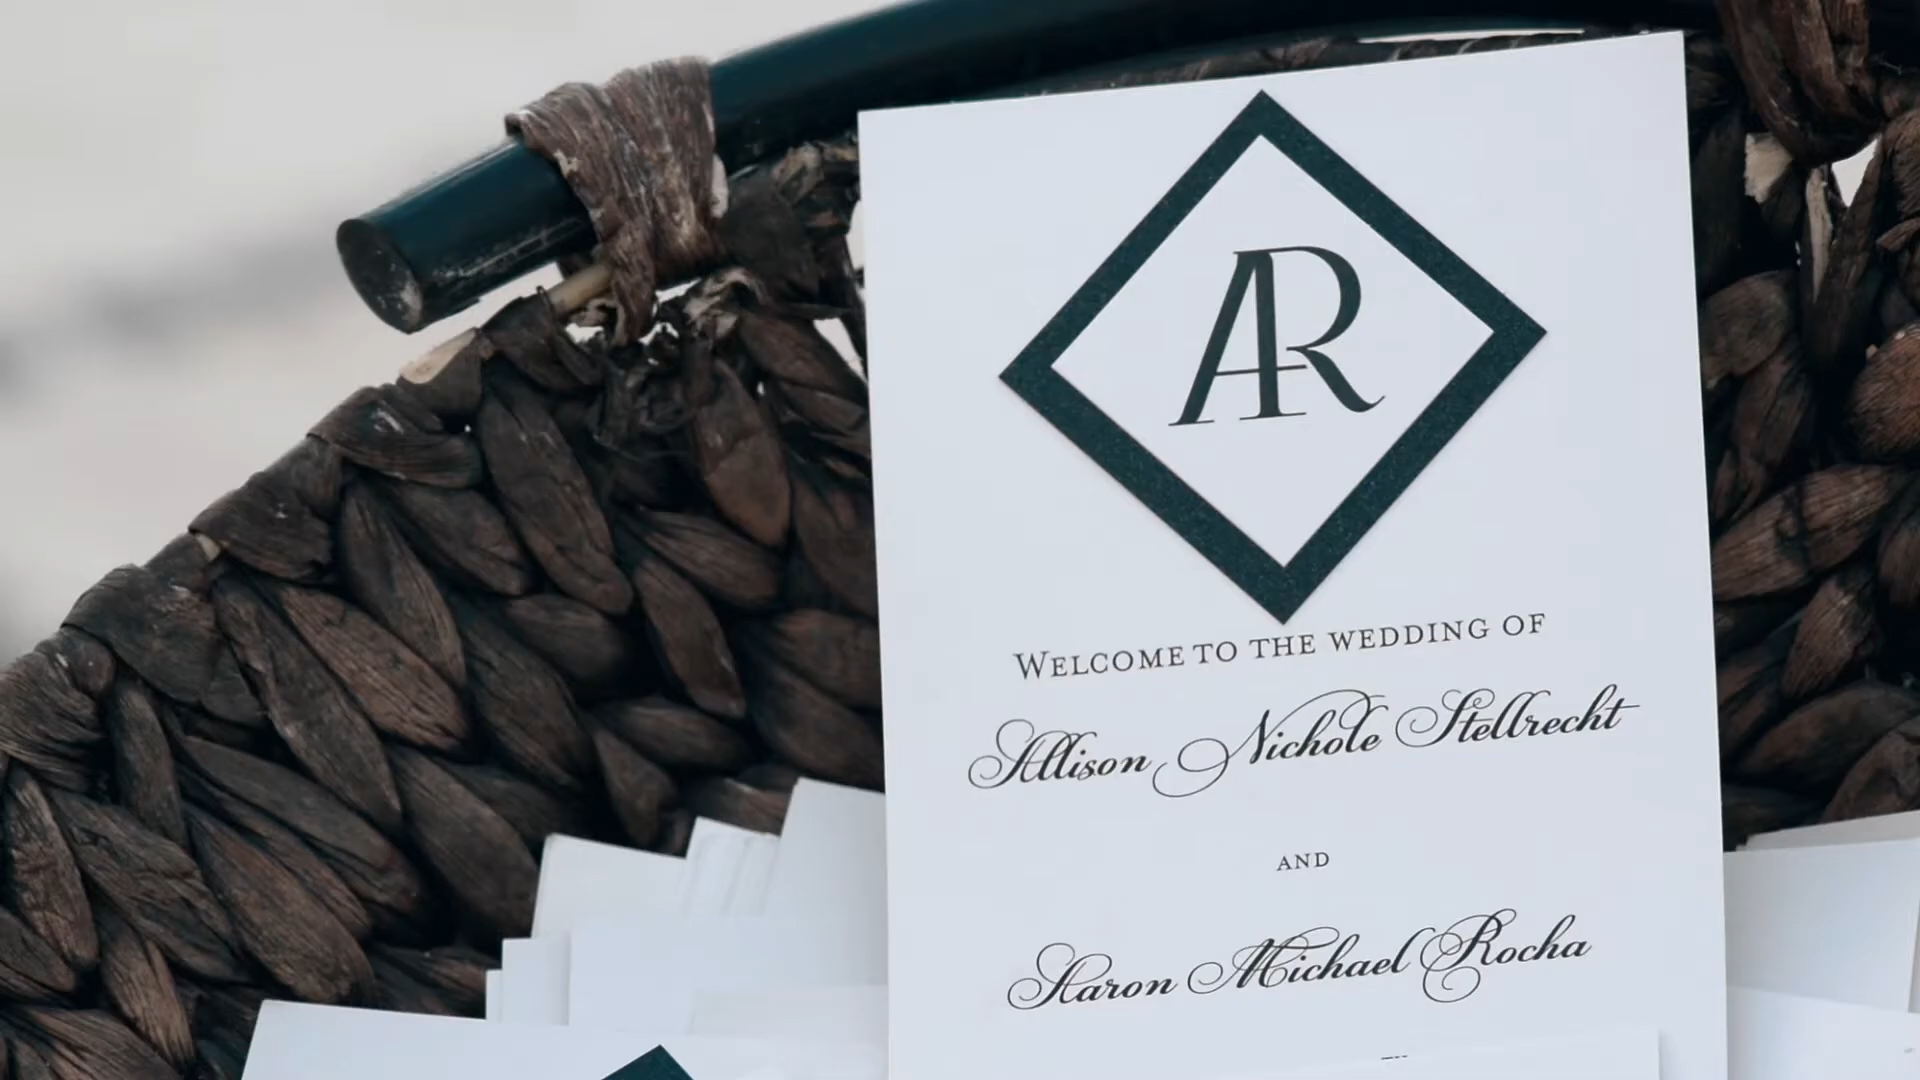 AR
WELCOME TO THE WEDDING OF
Allison Nichole Stellrecht
AND
Aaron Michael Rocha